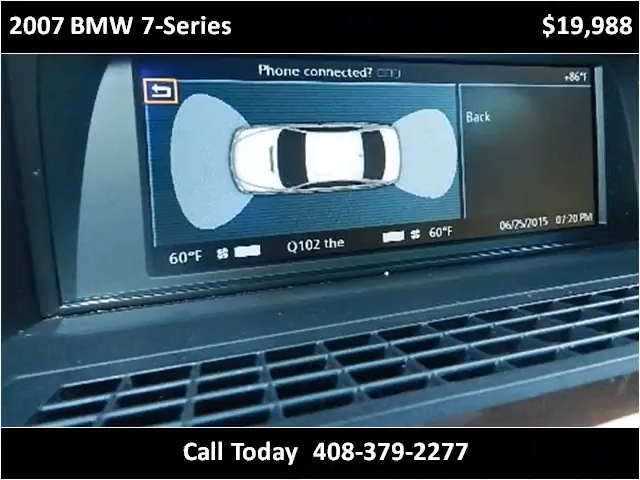 2007 BMW 7-Series $19,988
Phone connected?
+86°F
Back
06/25/2015 07:20 PM
60°F Q102 the 60°F
Call Today 408-379-2277